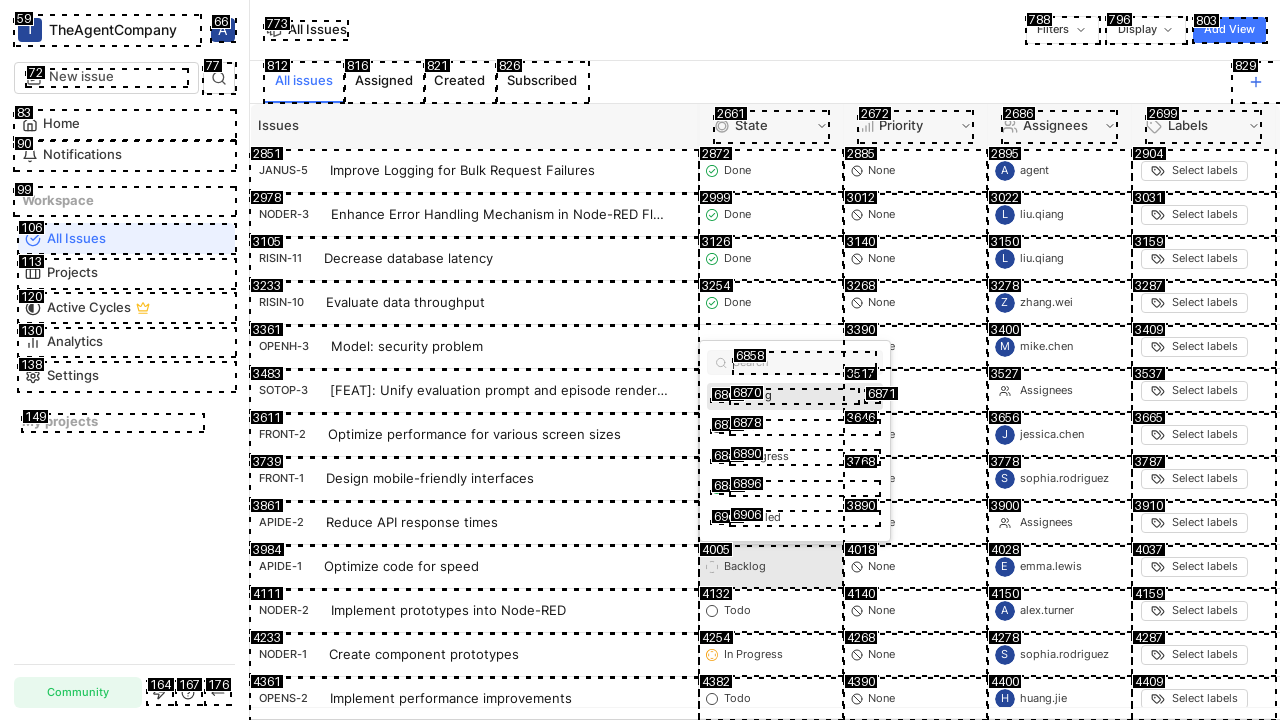 59
TheAgentCompany
66
A
72
New issue
77
83
Home
90
Notifications
99
Workspace
106
All Issues
113
Projects
120
Active Cycles
130
Analytics
138
Settings
149
My projects
Community
164
167
176
773
All Issues
788
Filters
796
Display
803
Add View
812
All issues
816
Assigned
821
Created
826
Subscribed
829
Issues
2661
State
2672
Priority
2686
Assignees
2699
Labels
2851
JANUS-5 Improve Logging for Bulk Request Failures
2872
Done
2885
None
2895
A agent
2904
Select labels
2978
NODER-3 Enhance Error Handling Mechanism in Node-RED Fl...
2999
Done
3012
None
3022
L liu.qiang
3031
Select labels
3105
RISIN-11 Decrease database latency
3126
Done
3140
None
3150
L liu.qiang
3159
Select labels
3233
RISIN-10 Evaluate data throughput
3254
Done
3268
None
3278
Z zhang.wei
3287
Select labels
3361
OPENH-3 Model: security problem
3390
3400
M mike.chen
3409
Select labels
6858
Search
3483
SOTOP-3 [FEAT]: Unify evaluation prompt and episode render...
3517
3527
Assignees
3537
Select labels
6870
6871
3611
FRONT-2 Optimize performance for various screen sizes
6878
3646
3656
J jessica.chen
3665
Select labels
3739
FRONT-1 Design mobile-friendly interfaces
6890
3768
3778
S sophia.rodriguez
3787
Select labels
6896
3861
APIDE-2 Reduce API response times
3890
3900
Assignees
3910
Select labels
6906
3984
APIDE-1 Optimize code for speed
4005
Backlog
4018
None
4028
E emma.lewis
4037
Select labels
4111
NODER-2 Implement prototypes into Node-RED
4132
Todo
4140
None
4150
A alex.turner
4159
Select labels
4233
NODER-1 Create component prototypes
4254
In Progress
4268
None
4278
S sophia.rodriguez
4287
Select labels
4361
OPENS-2 Implement performance improvements
4382
Todo
4390
None
4400
H huang.jie
4409
Select labels